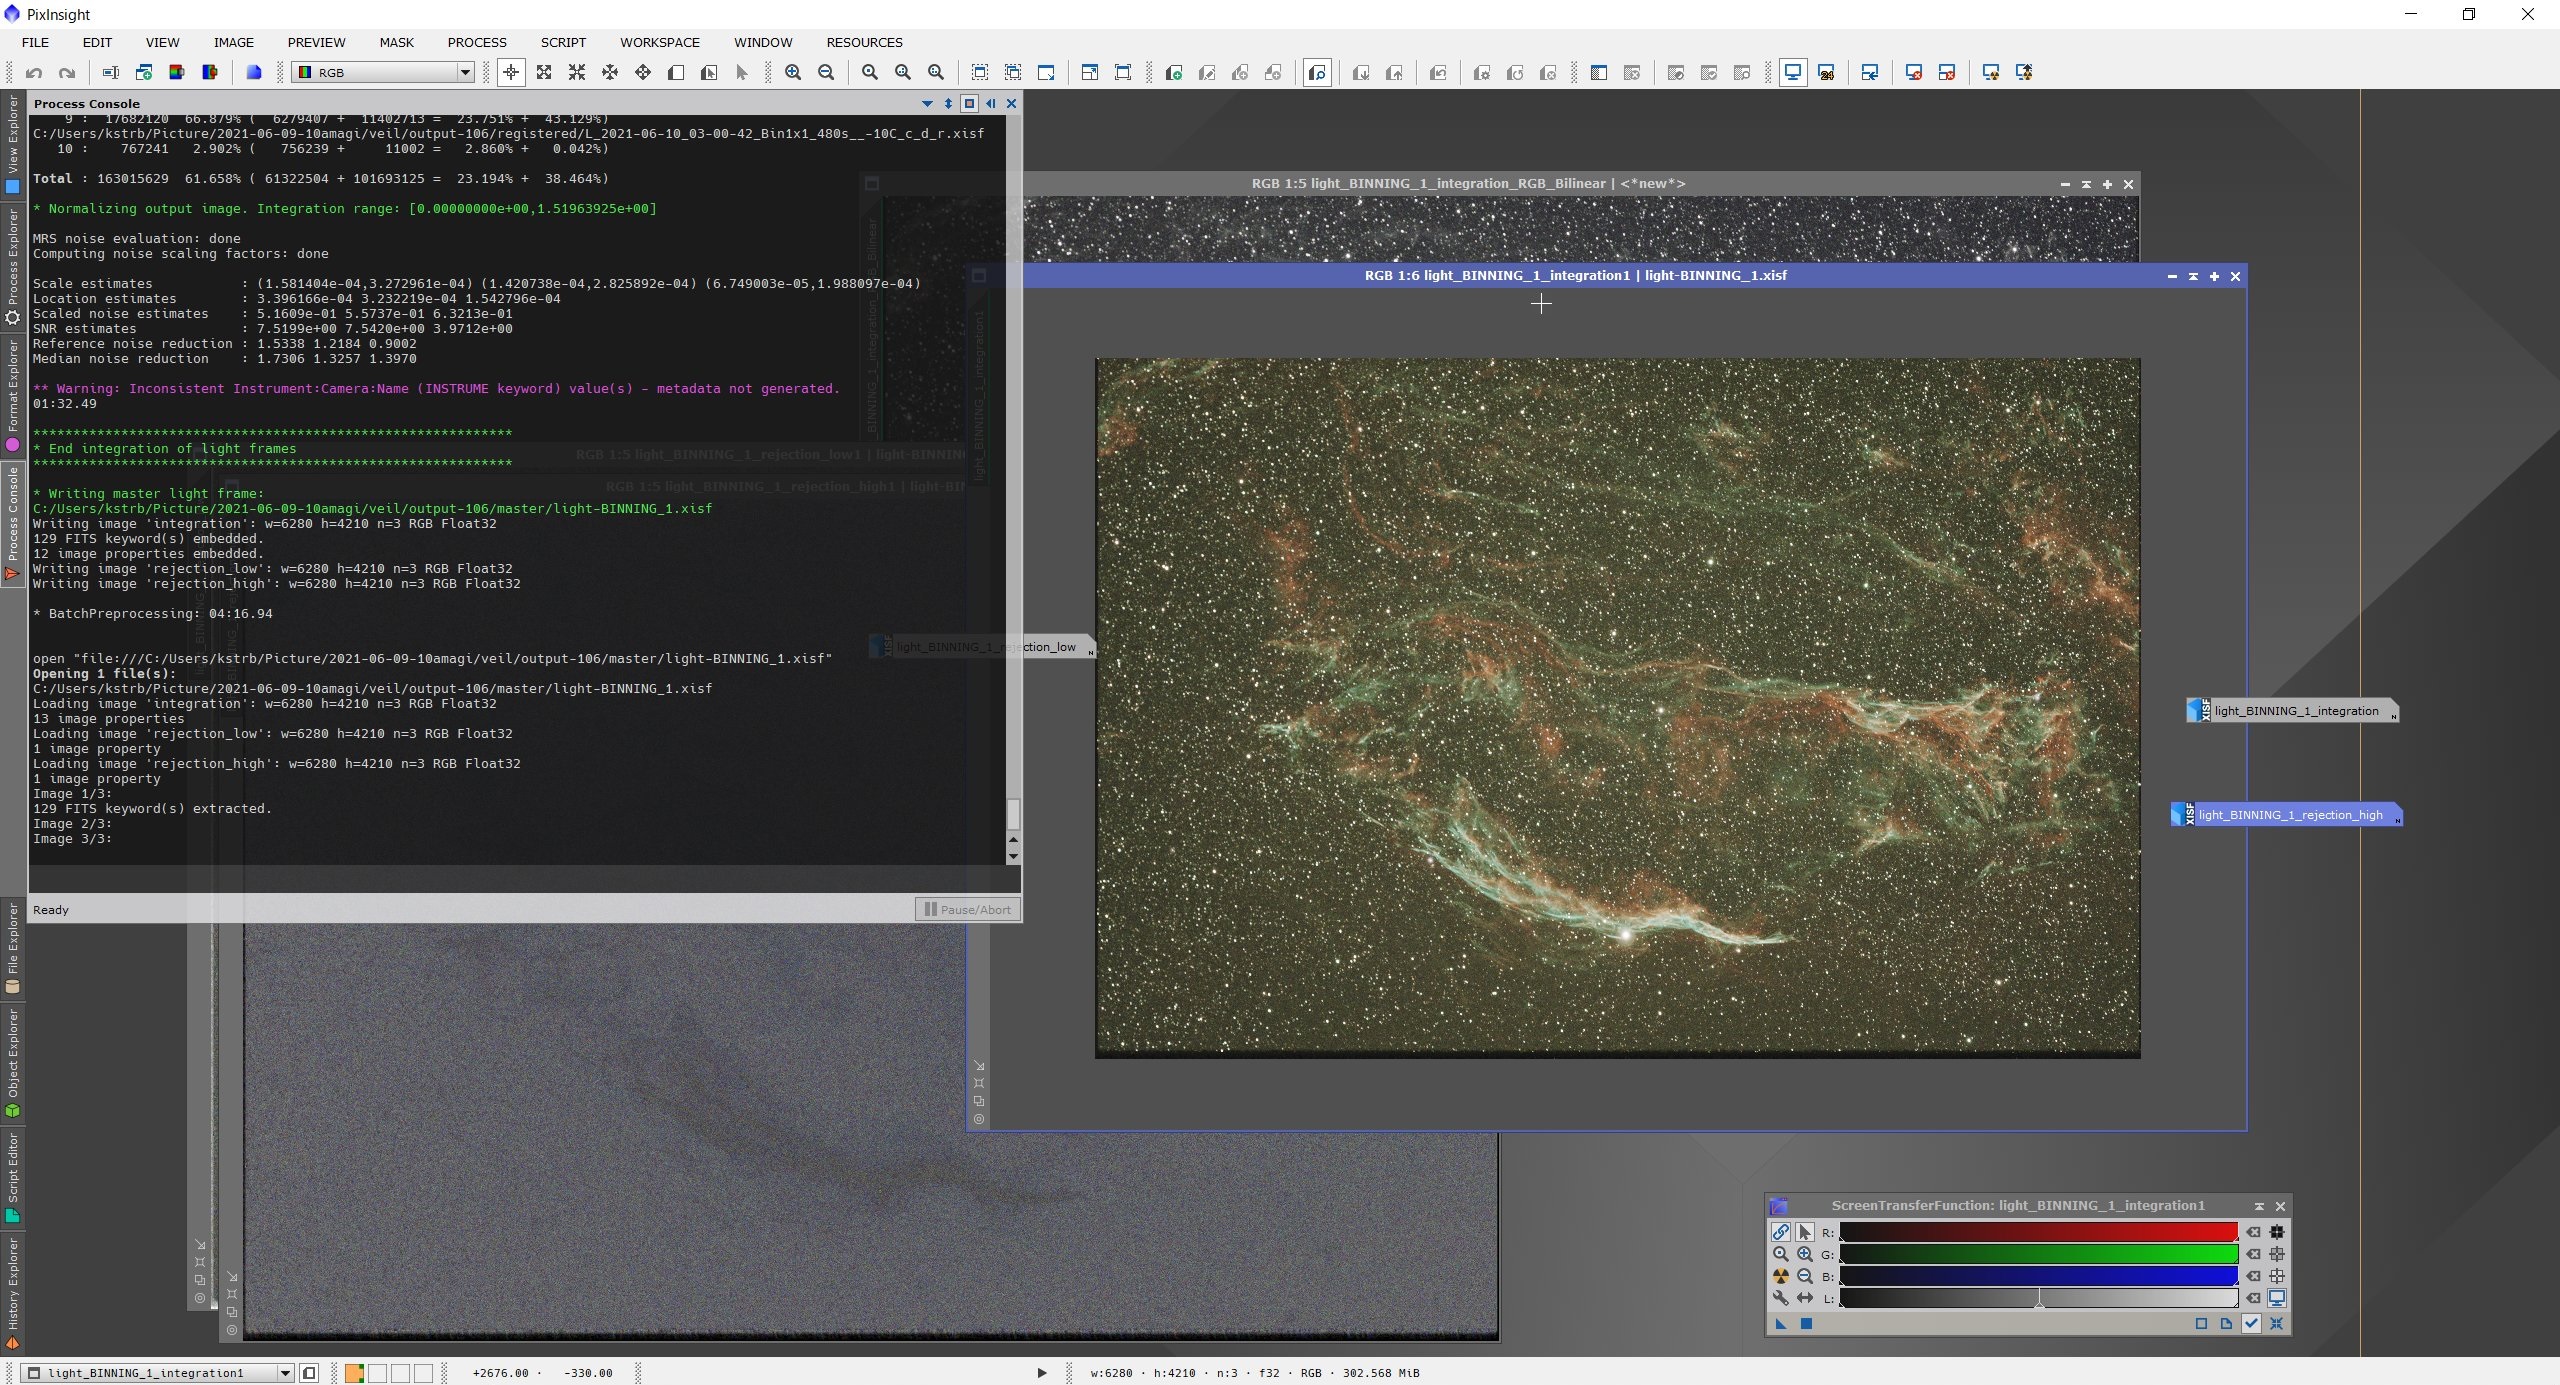 PixInsight
FILE EDIT VIEW IMAGE PREVIEW MASK PROCESS SCRIPT WORKSPACE WINDOW RESOURCES
RGB
24
Process Console
9 : 17682120 66.879% ( 6279407 + 11402713 = 23.751% + 43.129%)
C:/Users/kstrb/Picture/2021-06-09-10amagi/veil/output-106/registered/L_2021-06-10_03-00-42_Bin1x1_480s__-10C_c_d_r.xisf
10 : 767241 2.902% ( 756239 + 11002 = 2.860% + 0.042%)
Total : 163015629 61.658% ( 61322504 + 101693125 = 23.194% + 38.464%)
* Normalizing output image. Integration range: [0.00000000e+00,1.51963925e+00]
MRS noise evaluation: done
Computing noise scaling factors: done
Scale estimates : (1.581404e-04,3.272961e-04) (1.420738e-04,2.825892e-04) (6.749003e-05,1.988097e-04)
Location estimates : 3.396166e-04 3.232219e-04 1.542796e-04
Scaled noise estimates : 5.1609e-01 5.5737e-01 6.3213e-01
SNR estimates : 7.5199e+00 7.5420e+00 3.9712e+00
Reference noise reduction : 1.5338 1.2184 0.9002
Median noise reduction : 1.7306 1.3257 1.3970
** Warning: Inconsistent Instrument:Camera:Name (INSTRUME keyword) value(s) - metadata not generated.
01:32.49
************************************************************
* End integration of light frames
************************************************************
* Writing master light frame:
C:/Users/kstrb/Picture/2021-06-09-10amagi/veil/output-106/master/light-BINNING_1.xisf
Writing image 'integration': w=6280 h=4210 n=3 RGB Float32
129 FITS keyword(s) embedded.
12 image properties embedded.
Writing image 'rejection_low': w=6280 h=4210 n=3 RGB Float32
Writing image 'rejection_high': w=6280 h=4210 n=3 RGB Float32
* BatchPreprocessing: 04:16.94
open "file:///C:/Users/kstrb/Picture/2021-06-09-10amagi/veil/output-106/master/light-BINNING_1.xisf"
Opening 1 file(s):
C:/Users/kstrb/Picture/2021-06-09-10amagi/veil/output-106/master/light-BINNING_1.xisf
Loading image 'integration': w=6280 h=4210 n=3 RGB Float32
13 image properties
Loading image 'rejection_low': w=6280 h=4210 n=3 RGB Float32
1 image property
Loading image 'rejection_high': w=6280 h=4210 n=3 RGB Float32
1 image property
Image 1/3:
129 FITS keyword(s) extracted.
Image 2/3:
Image 3/3:
Ready
Pause/Abort
View Explorer
Process Explorer
Format Explorer
Process Console
File Explorer
Object Explorer
Script Editor
History Explorer
RGB 1:5 light_BINNING_1_integration_RGB_Bilinear | <*new*>
RGB 1:6 light_BINNING_1_integration1 | light-BINNING_1.xisf
light_BINNING_1_integration1
RGB 1:5 light_BINNING_1_rejection_low1 | light-BINNING
RGB 1:5 light_BINNING_1_rejection_high1 | light-BI
XISF light_BINNING_1_rejection_low
XISF light_BINNING_1_integration
XISF light_BINNING_1_rejection_high
ScreenTransferFunction: light_BINNING_1_integration1
R:
G:
B:
L:
light_BINNING_1_integration1
+2676.00 · -330.00
w:6280 · h:4210 · n:3 · f32 · RGB · 302.568 MiB